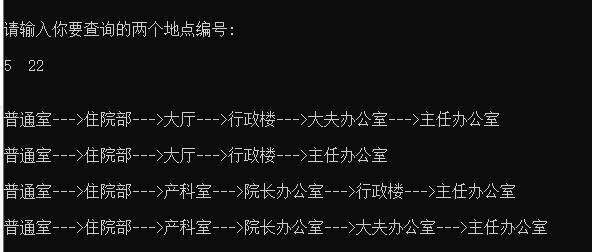 请输入你要查询的两个地点编号:
5  22
普通室--->住院部--->大厅--->行政楼--->大夫办公室--->主任办公室
普通室--->住院部--->大厅--->行政楼--->主任办公室
普通室--->住院部--->产科室--->院长办公室--->行政楼--->主任办公室
普通室--->住院部--->产科室--->院长办公室--->大夫办公室--->主任办公室